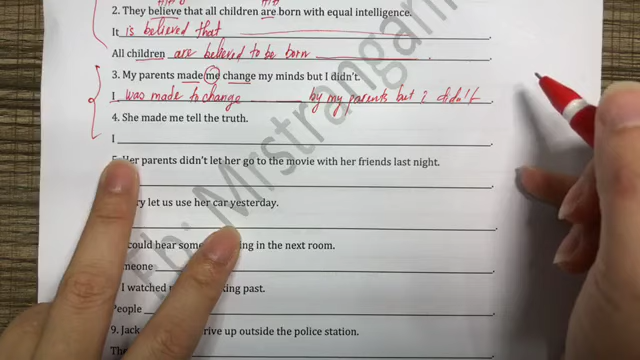 2. They believe that all children are born with equal intelligence.
It is believed that
All children are believed to be born .
3. My parents made me change my minds but I didn't.
I was made to change by my parents but i didn't
4. She made me tell the truth.
I
5. Her parents didn't let her go to the movie with her friends last night.
let us use her car yesterday.
could hear in the next room.
I watched past.
People
9. Jack up outside the police station.
Fb: Mrstrangan